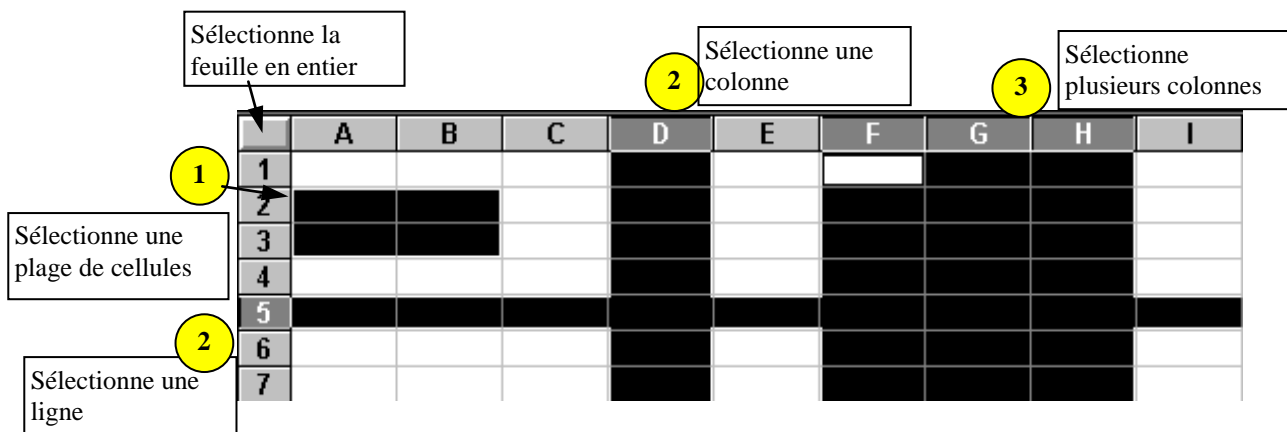 Sélectionne la
feuille en entier
2
Sélectionne une
colonne
3
Sélectionne
plusieurs colonnes
A B C D E F G H I
1
1
2
3
Sélectionne une
plage de cellules
4
5
2
6
7
Sélectionne une
ligne